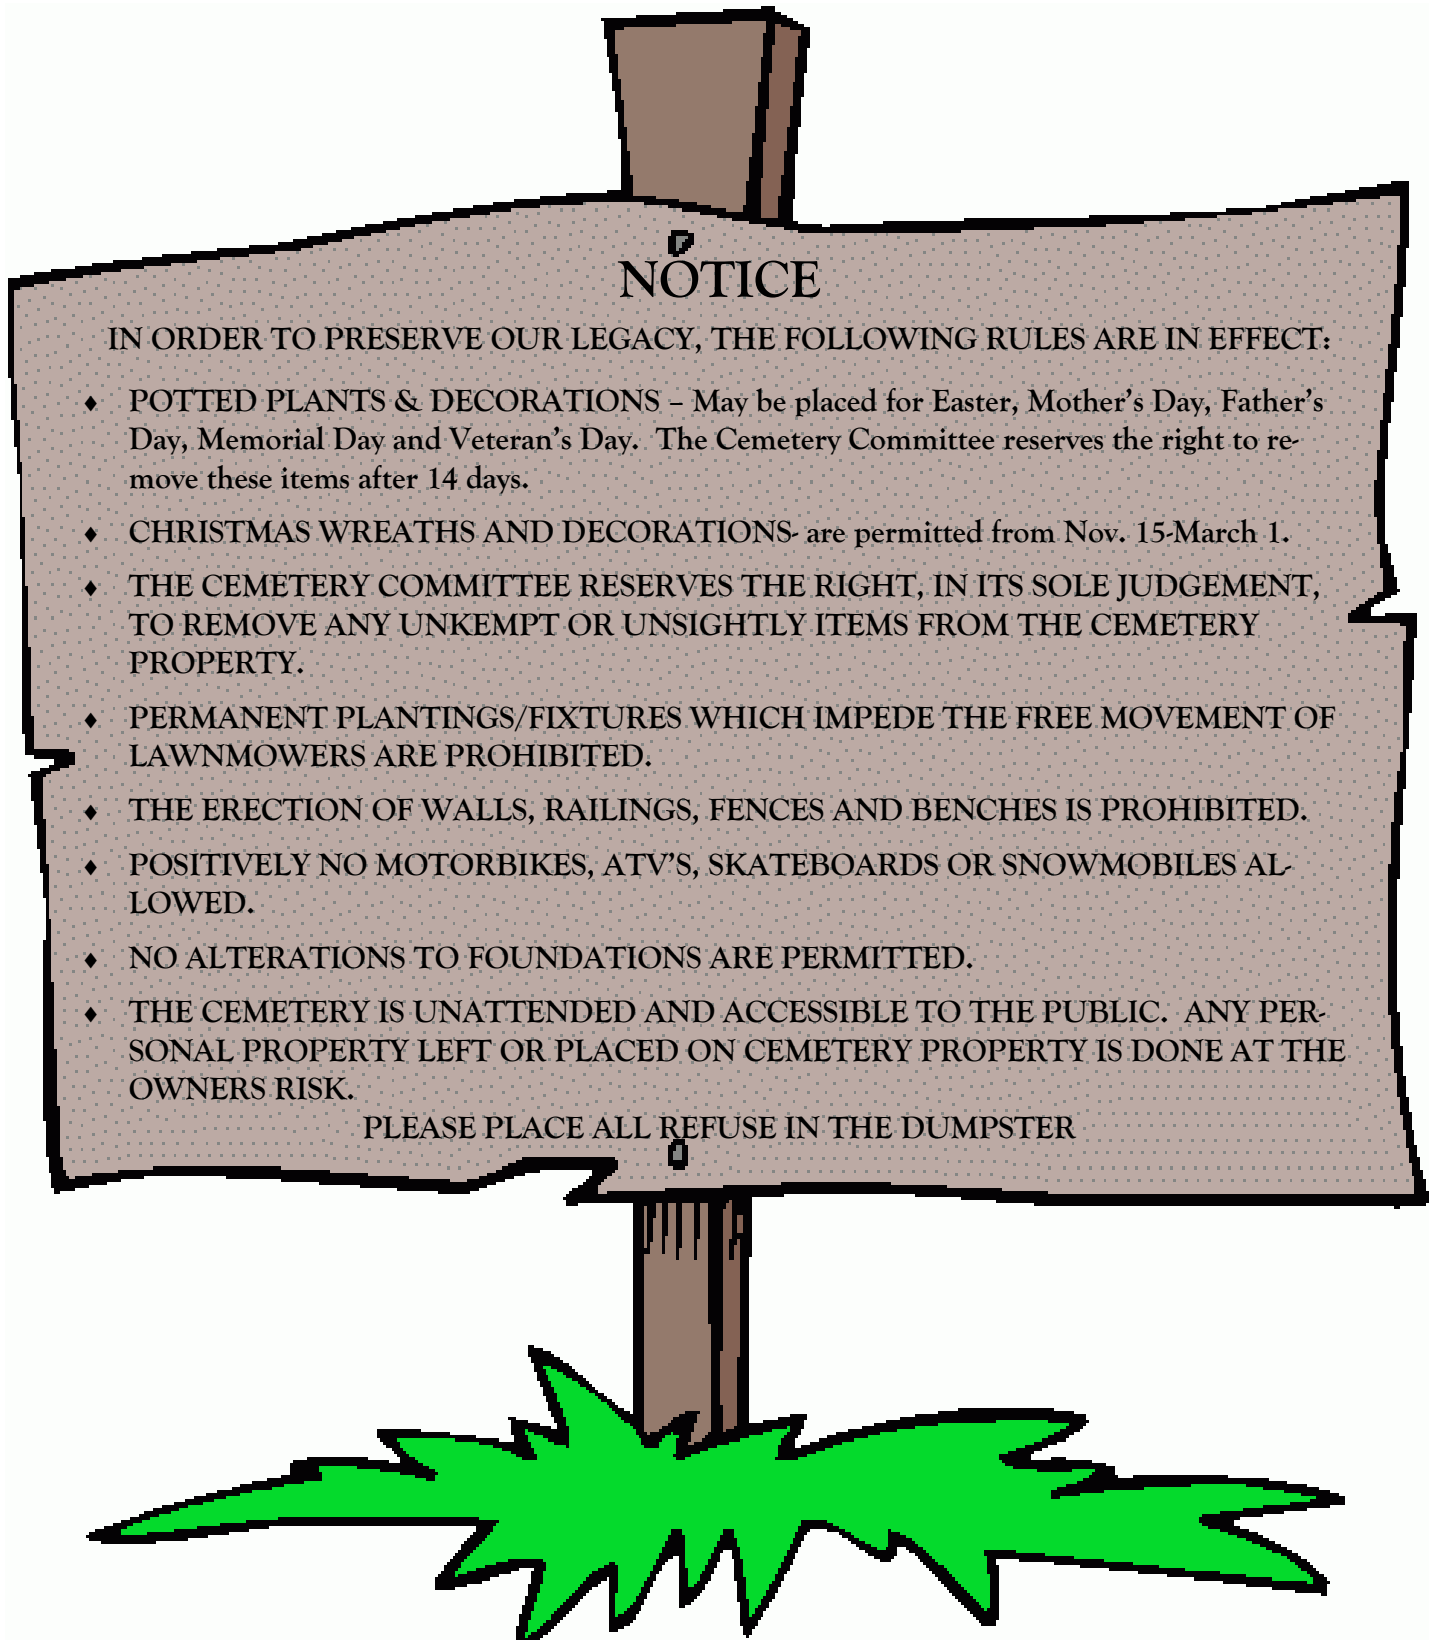 NOTICE
IN ORDER TO PRESERVE OUR LEGACY, THE FOLLOWING RULES ARE IN EFFECT:
♦ POTTED PLANTS & DECORATIONS – May be placed for Easter, Mother’s Day, Father’s
Day, Memorial Day and Veteran’s Day.  The Cemetery Committee reserves the right to re-
move these items after 14 days.
♦ CHRISTMAS WREATHS AND DECORATIONS- are permitted from Nov. 15-March 1.
♦ THE CEMETERY COMMITTEE RESERVES THE RIGHT, IN ITS SOLE JUDGEMENT,
TO REMOVE ANY UNKEMPT OR UNSIGHTLY ITEMS FROM THE CEMETERY
PROPERTY.
♦ PERMANENT PLANTINGS/FIXTURES WHICH IMPEDE THE FREE MOVEMENT OF
LAWNMOWERS ARE PROHIBITED.
♦ THE ERECTION OF WALLS, RAILINGS, FENCES AND BENCHES IS PROHIBITED.
♦ POSITIVELY NO MOTORBIKES, ATV’S, SKATEBOARDS OR SNOWMOBILES AL-
LOWED.
♦ NO ALTERATIONS TO FOUNDATIONS ARE PERMITTED.
♦ THE CEMETERY IS UNATTENDED AND ACCESSIBLE TO THE PUBLIC.  ANY PER-
SONAL PROPERTY LEFT OR PLACED ON CEMETERY PROPERTY IS DONE AT THE
OWNERS RISK.
PLEASE PLACE ALL REFUSE IN THE DUMPSTER